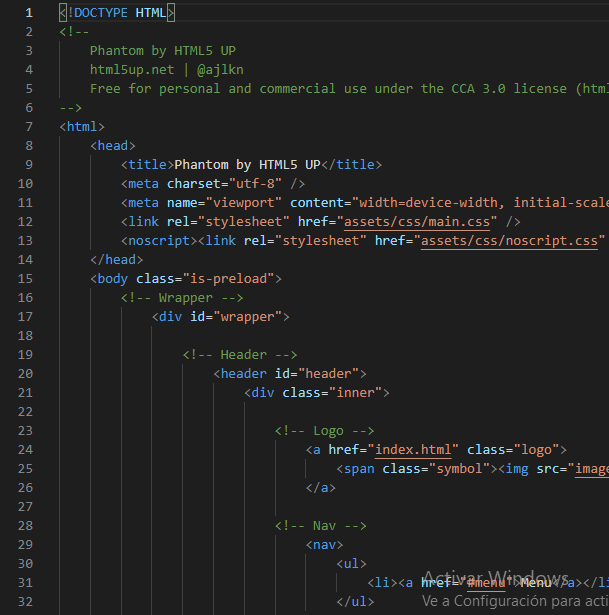 1 <!DOCTYPE HTML>
2 <!--
3 Phantom by HTML5 UP
4 html5up.net | @ajlkn
5 Free for personal and commercial use under the CCA 3.0 license (html
6 -->
7 <html>
8 <head>
9 <title>Phantom by HTML5 UP</title>
10 <meta charset="utf-8" />
11 <meta name="viewport" content="width=device-width, initial-scale
12 <link rel="stylesheet" href="assets/css/main.css" />
13 <noscript><link rel="stylesheet" href="assets/css/noscript.css"
14 </head>
15 <body class="is-preload">
16 <!-- Wrapper -->
17 <div id="wrapper">
18
19 <!-- Header -->
20 <header id="header">
21 <div class="inner">
22
23 <!-- Logo -->
24 <a href="index.html" class="logo">
25 <span class="symbol"><img src="image
26 </a>
27
28 <!-- Nav -->
29 <nav>
30 <ul>
31 <li><a href="#menu">Menu</a></li
32 </ul>
Activar Windows
Ve a Configuración para acti